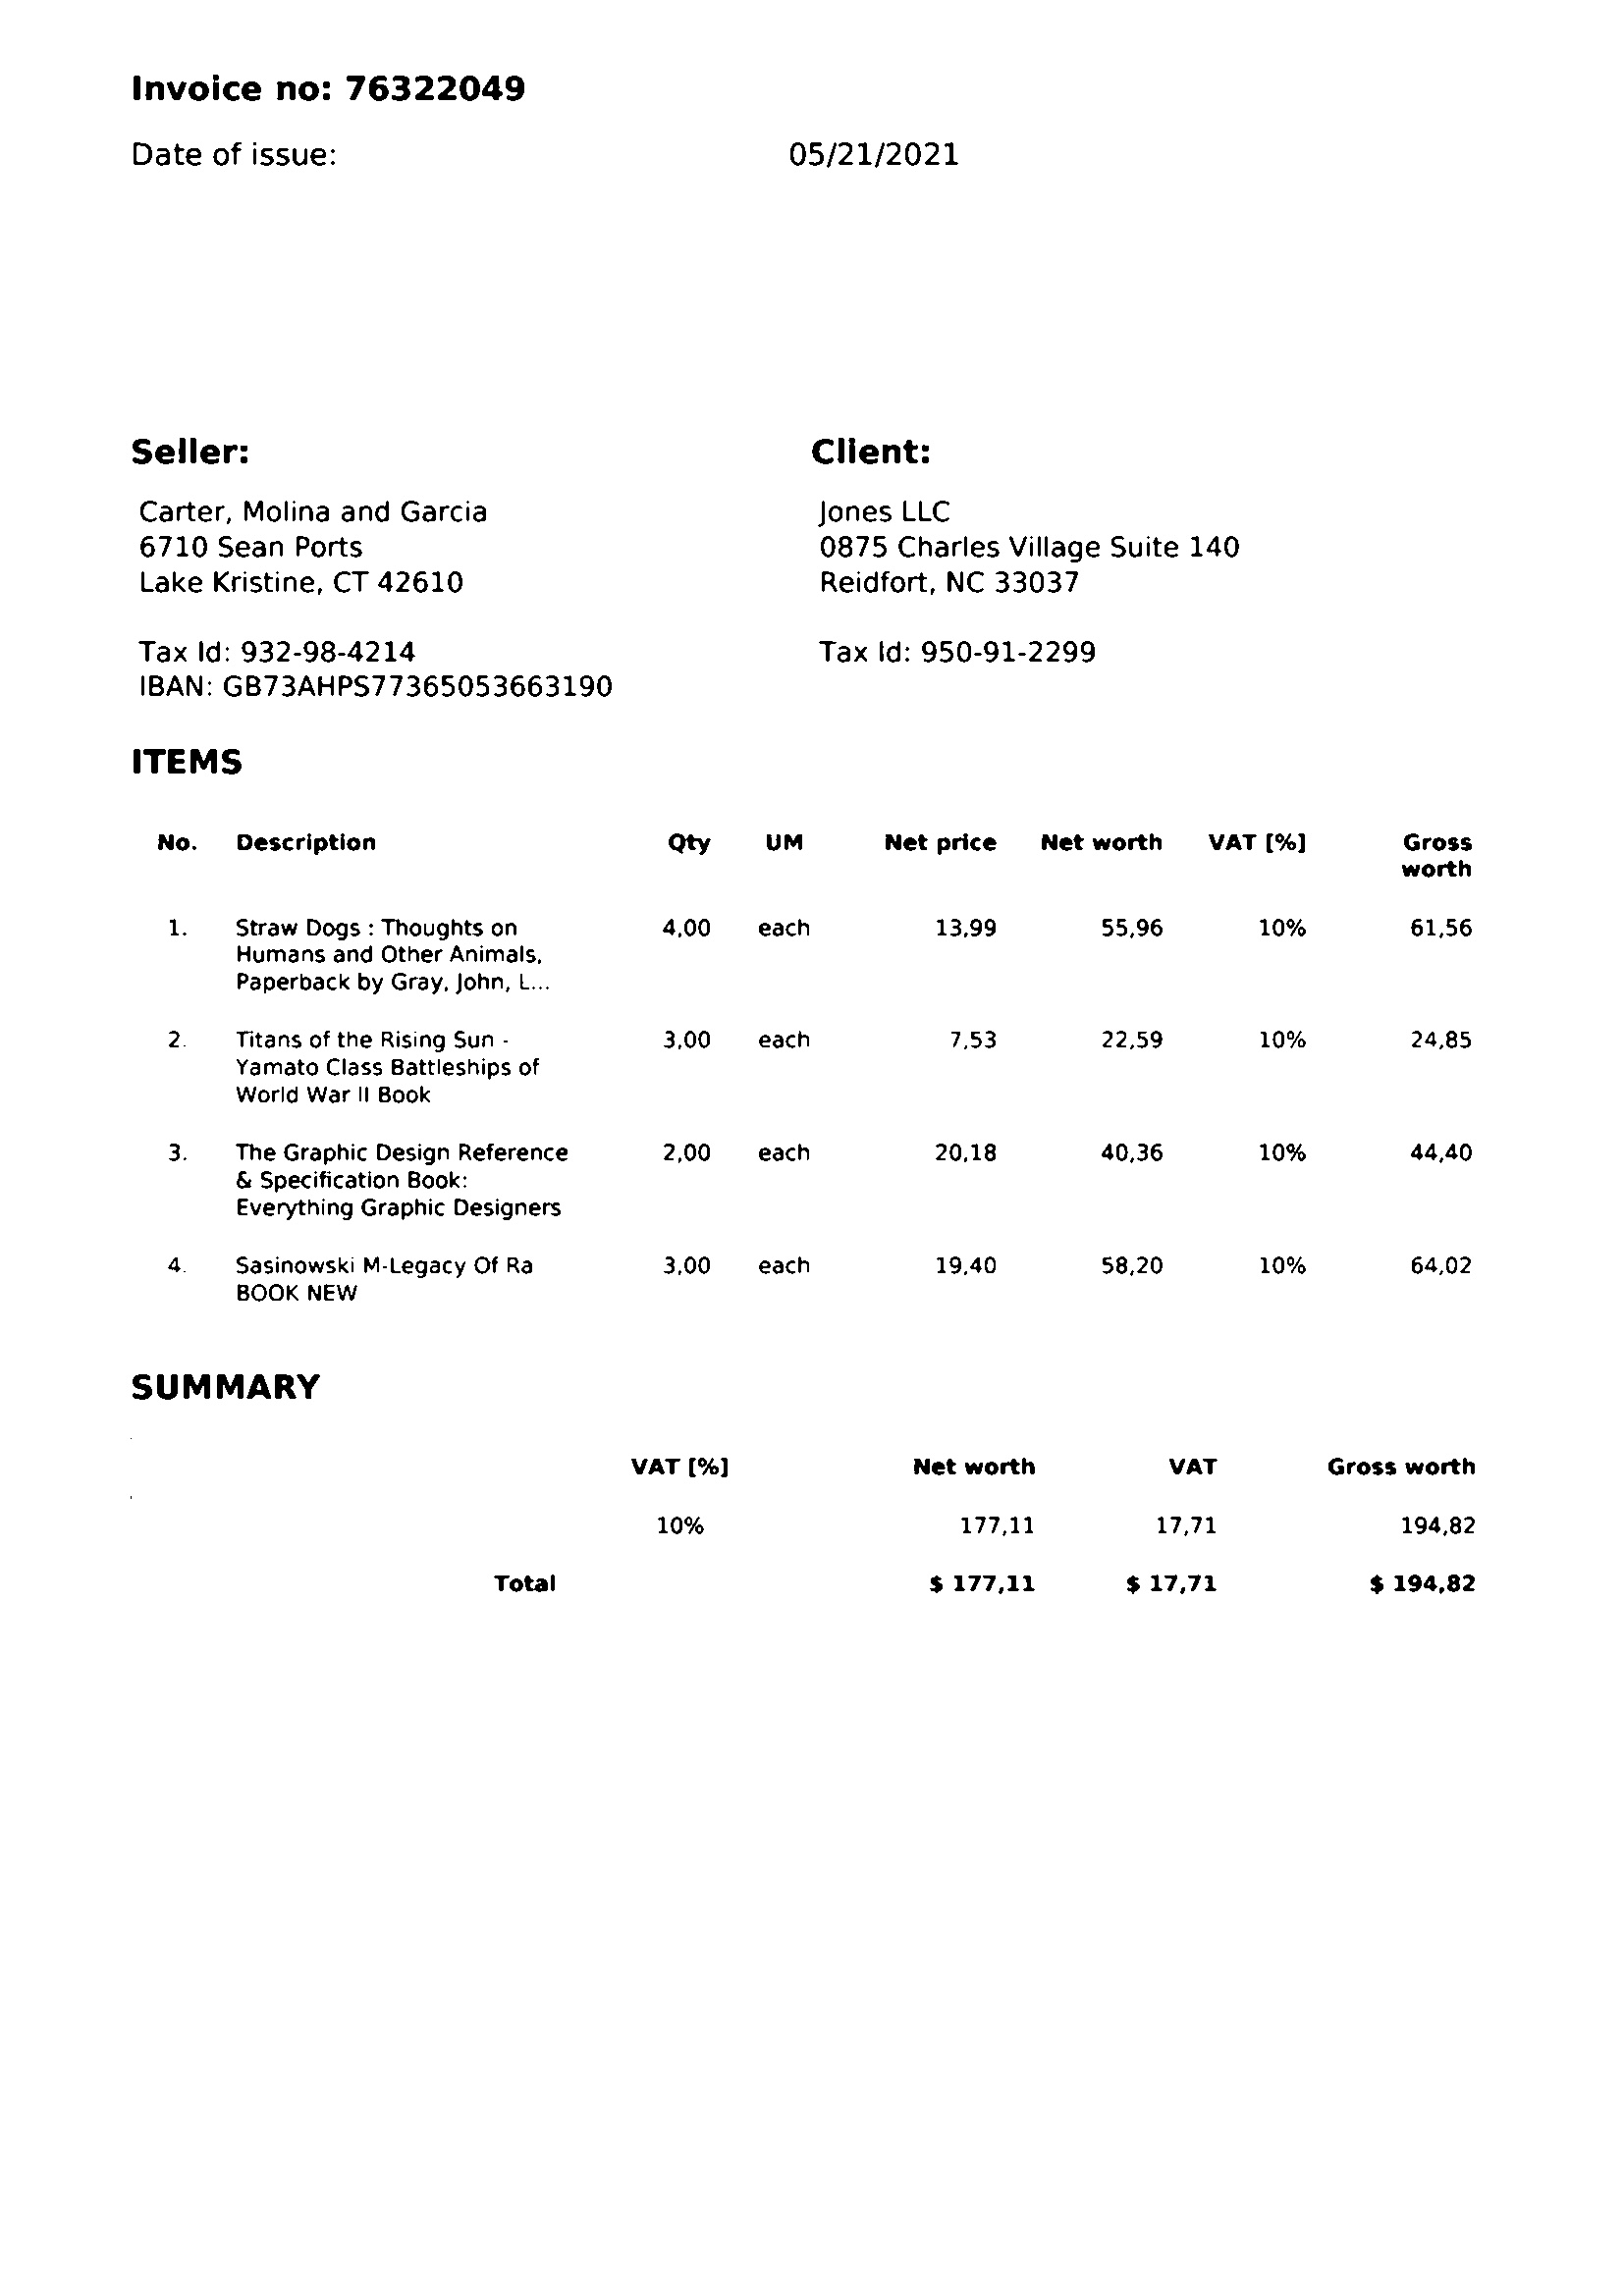 Invoice no: 76322049
Date of issue: 05/21/2021
Seller: Client:
Carter, Molina and Garcia Jones LLC
6710 Sean Ports 0875 Charles Village Suite 140
Lake Kristine, CT 42610 Reidfort, NC 33037
Tax Id: 932-98-4214 Tax Id: 950-91-2299
IBAN: GB73AHPS77365053663190
ITEMS
No. Description Qty UM Net price Net worth VAT [%] Gross
worth
1. Straw Dogs : Thoughts on 4,00 each 13,99 55,96 10% 61,56
Humans and Other Animals,
Paperback by Gray, John, L...
2. Titans of the Rising Sun - 3,00 each 7,53 22,59 10% 24,85
Yamato Class Battleships of
World War II Book
3. The Graphic Design Reference 2,00 each 20,18 40,36 10% 44,40
& Specification Book:
Everything Graphic Designers
4. Sasinowski M-Legacy Of Ra 3,00 each 19,40 58,20 10% 64,02
BOOK NEW
SUMMARY
VAT [%] Net worth VAT Gross worth
10% 177,11 17,71 194,82
Total $ 177,11 $ 17,71 $ 194,82